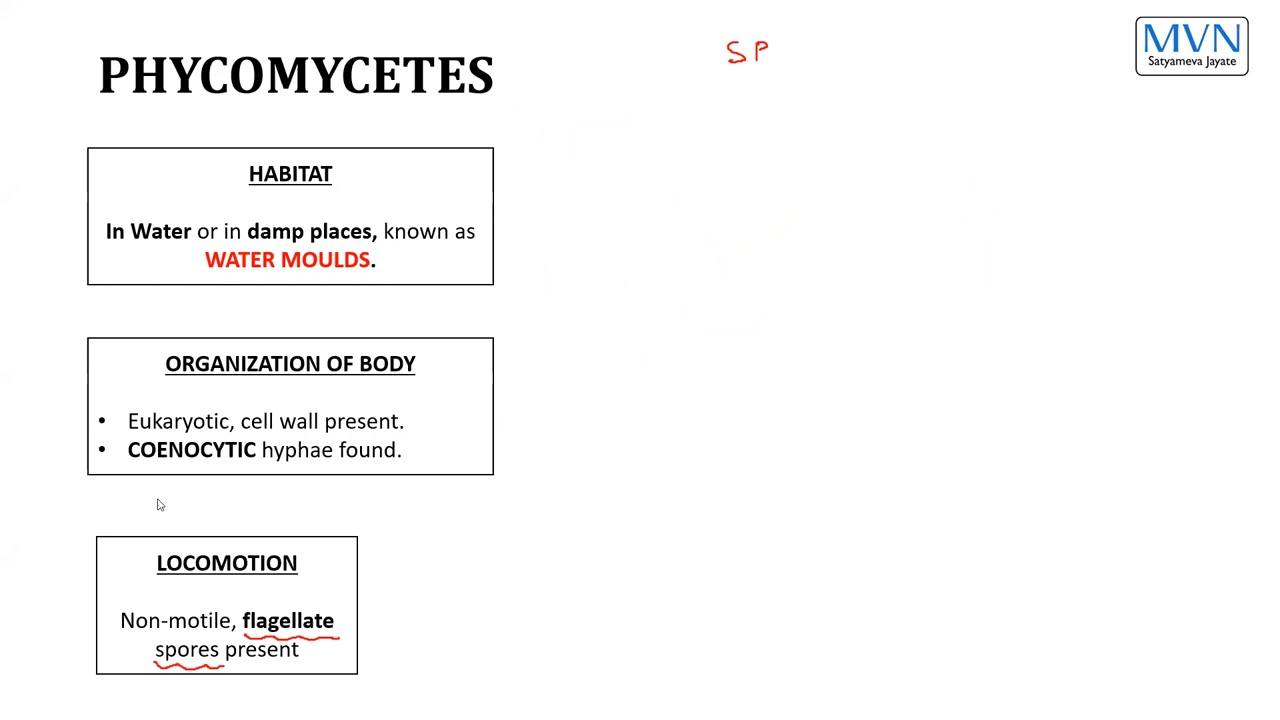 PHYCOMYCETES
SP
MVN
Satyameva Jayate
HABITAT
In Water or in damp places, known as
WATER MOULDS.
ORGANIZATION OF BODY
• Eukaryotic, cell wall present.
• COENOCYTIC hyphae found.
LOCOMOTION
Non-motile, flagellate
spores present